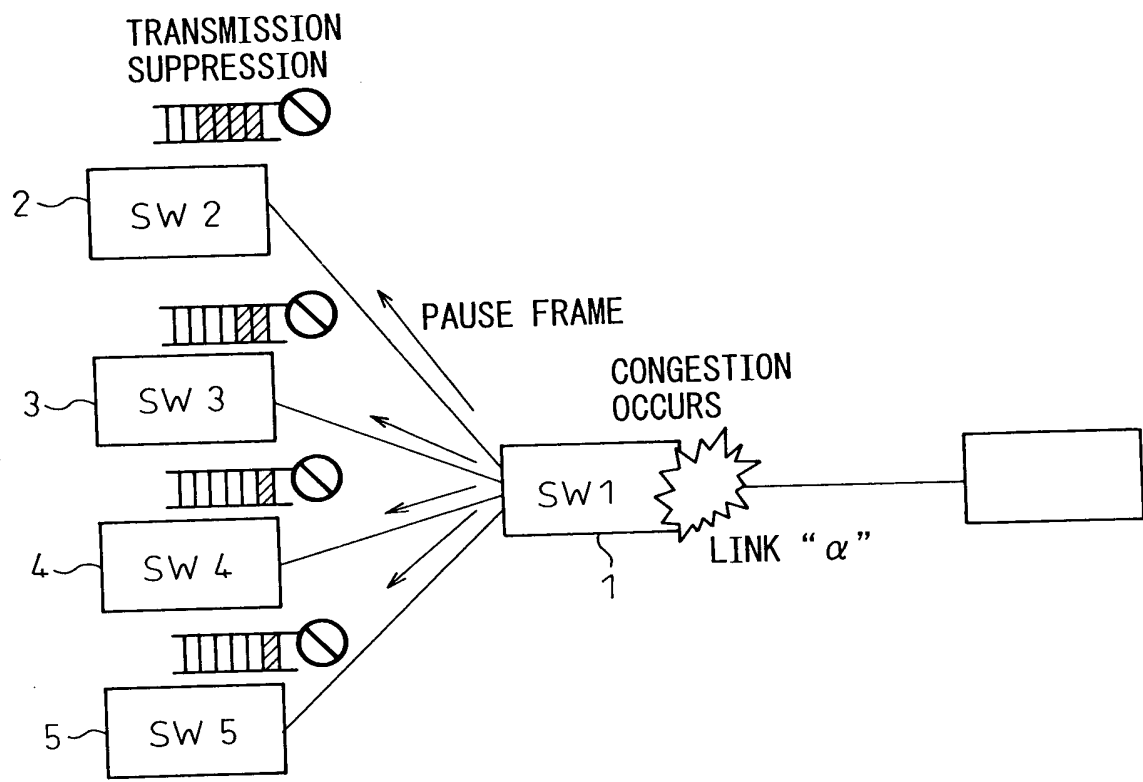 TRANSMISSION
SUPPRESSION
2
SW 2
PAUSE FRAME
3
SW 3
CONGESTION
OCCURS
SW1
LINK “α”
1
4
SW 4
5
SW 5